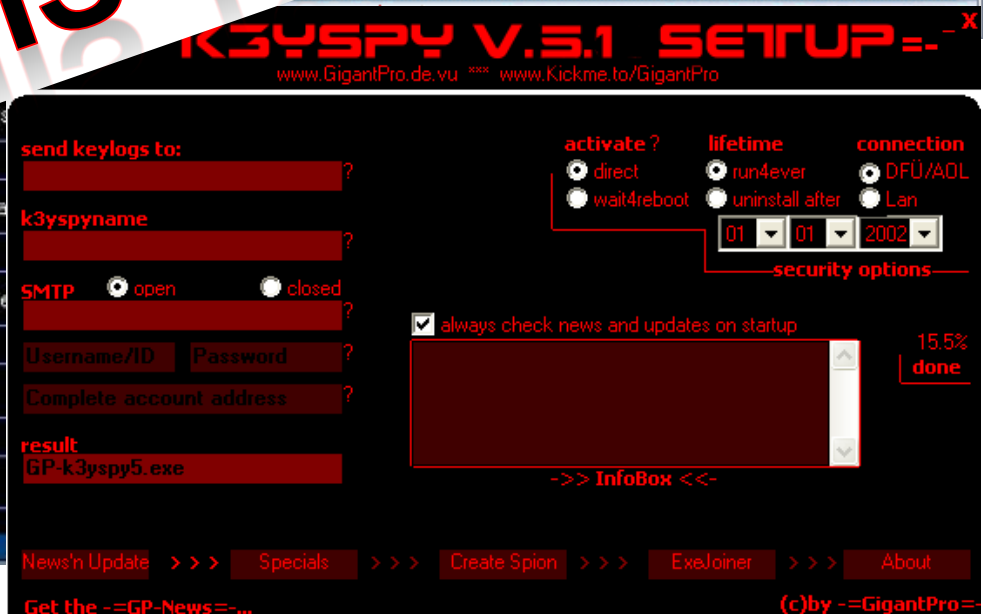 K3YSPY V.5.1 SETUP =-
_ X
www.GigantPro.de.vu *** www.Kickme.to/GigantPro
send keylogs to:
?
k3yspyname
?
SMTP open closed
?
Username/ID Password ?
Complete account address ?
result
GP-k3yspy5.exe
activate ? lifetime connection
direct run4ever DFÜ/AOL
wait4reboot uninstall after Lan
01 01 2002
security options
always check news and updates on startup
15.5%
done
->> InfoBox <<-
News'n Update > > > Specials > > > Create Spion > > > ExeJoiner > > > About
Get the -=GP-News=-...
(c)by -=GigantPro=-